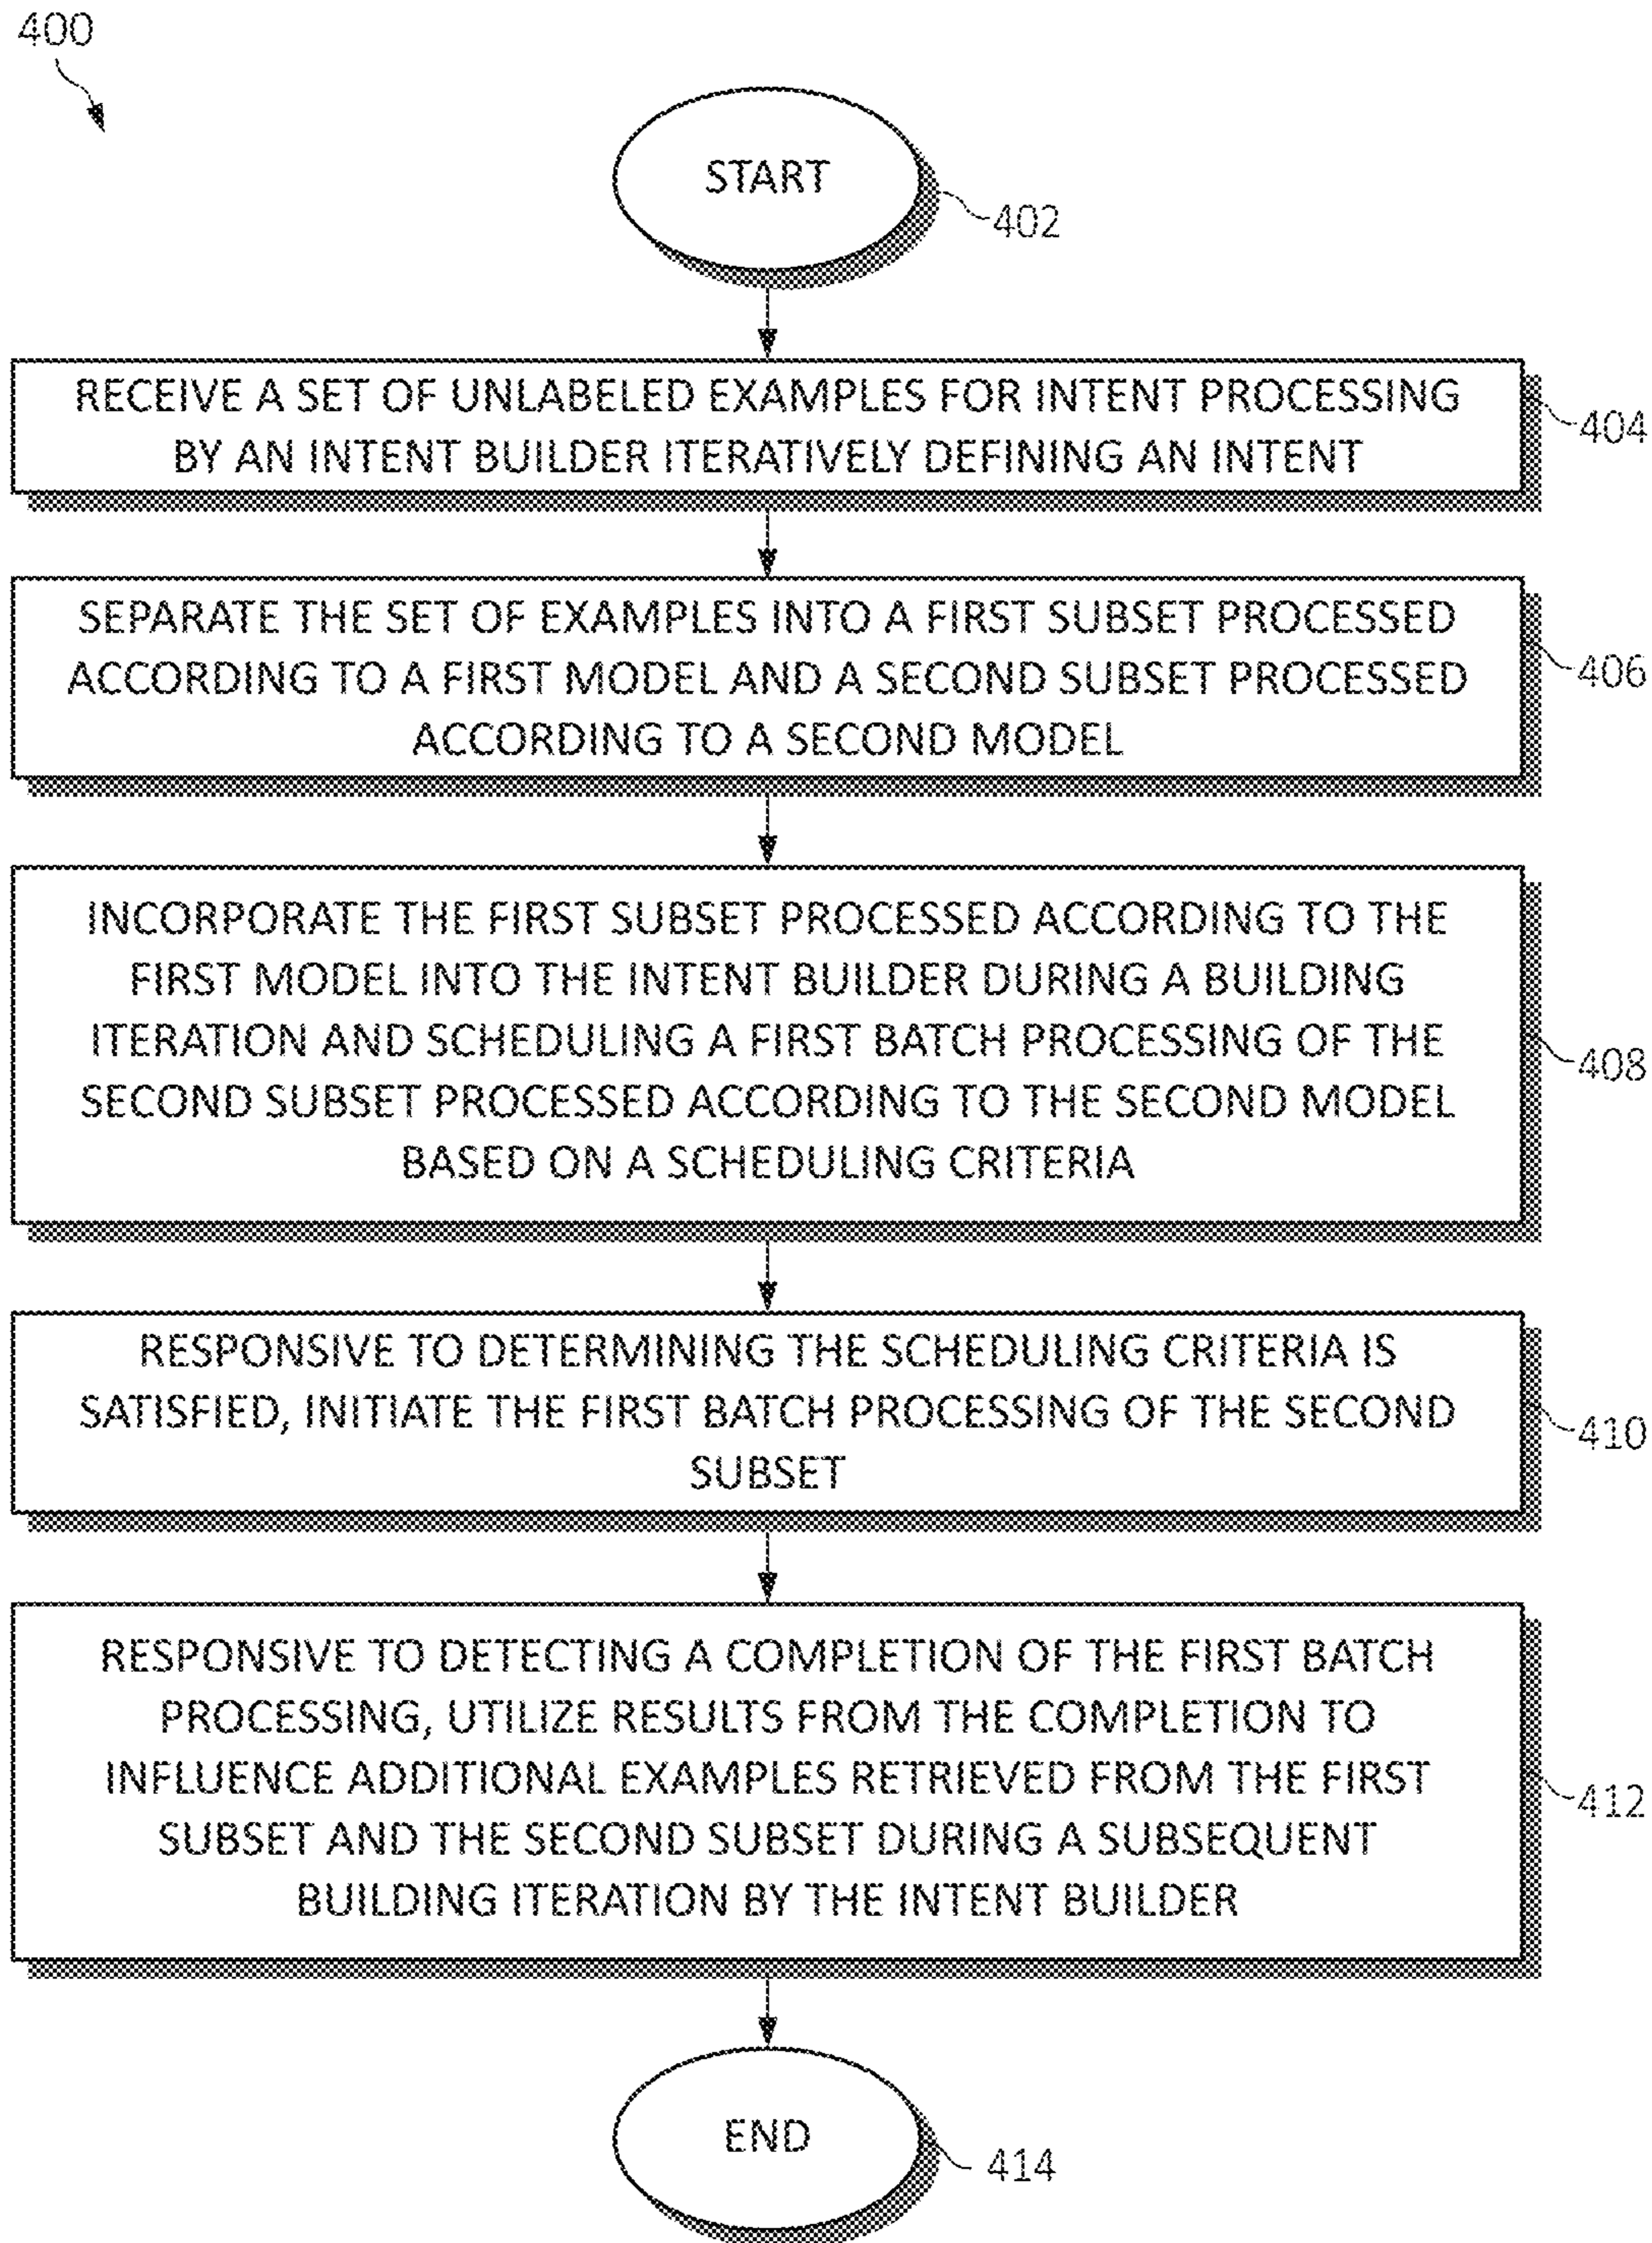 400
START
402
RECEIVE A SET OF UNLABELED EXAMPLES FOR INTENT PROCESSING
BY AN INTENT BUILDER ITERATIVELY DEFINING AN INTENT
404
SEPARATE THE SET OF EXAMPLES INTO A FIRST SUBSET PROCESSED
ACCORDING TO A FIRST MODEL AND A SECOND SUBSET PROCESSED
ACCORDING TO A SECOND MODEL
406
INCORPORATE THE FIRST SUBSET PROCESSED ACCORDING TO THE
FIRST MODEL INTO THE INTENT BUILDER DURING A BUILDING
ITERATION AND SCHEDULING A FIRST BATCH PROCESSING OF THE
SECOND SUBSET PROCESSED ACCORDING TO THE SECOND MODEL
BASED ON A SCHEDULING CRITERIA
408
RESPONSIVE TO DETERMINING THE SCHEDULING CRITERIA IS
SATISFIED, INITIATE THE FIRST BATCH PROCESSING OF THE SECOND
SUBSET
410
RESPONSIVE TO DETECTING A COMPLETION OF THE FIRST BATCH
PROCESSING, UTILIZE RESULTS FROM THE COMPLETION TO
INFLUENCE ADDITIONAL EXAMPLES RETRIEVED FROM THE FIRST
SUBSET AND THE SECOND SUBSET DURING A SUBSEQUENT
BUILDING ITERATION BY THE INTENT BUILDER
412
END
414